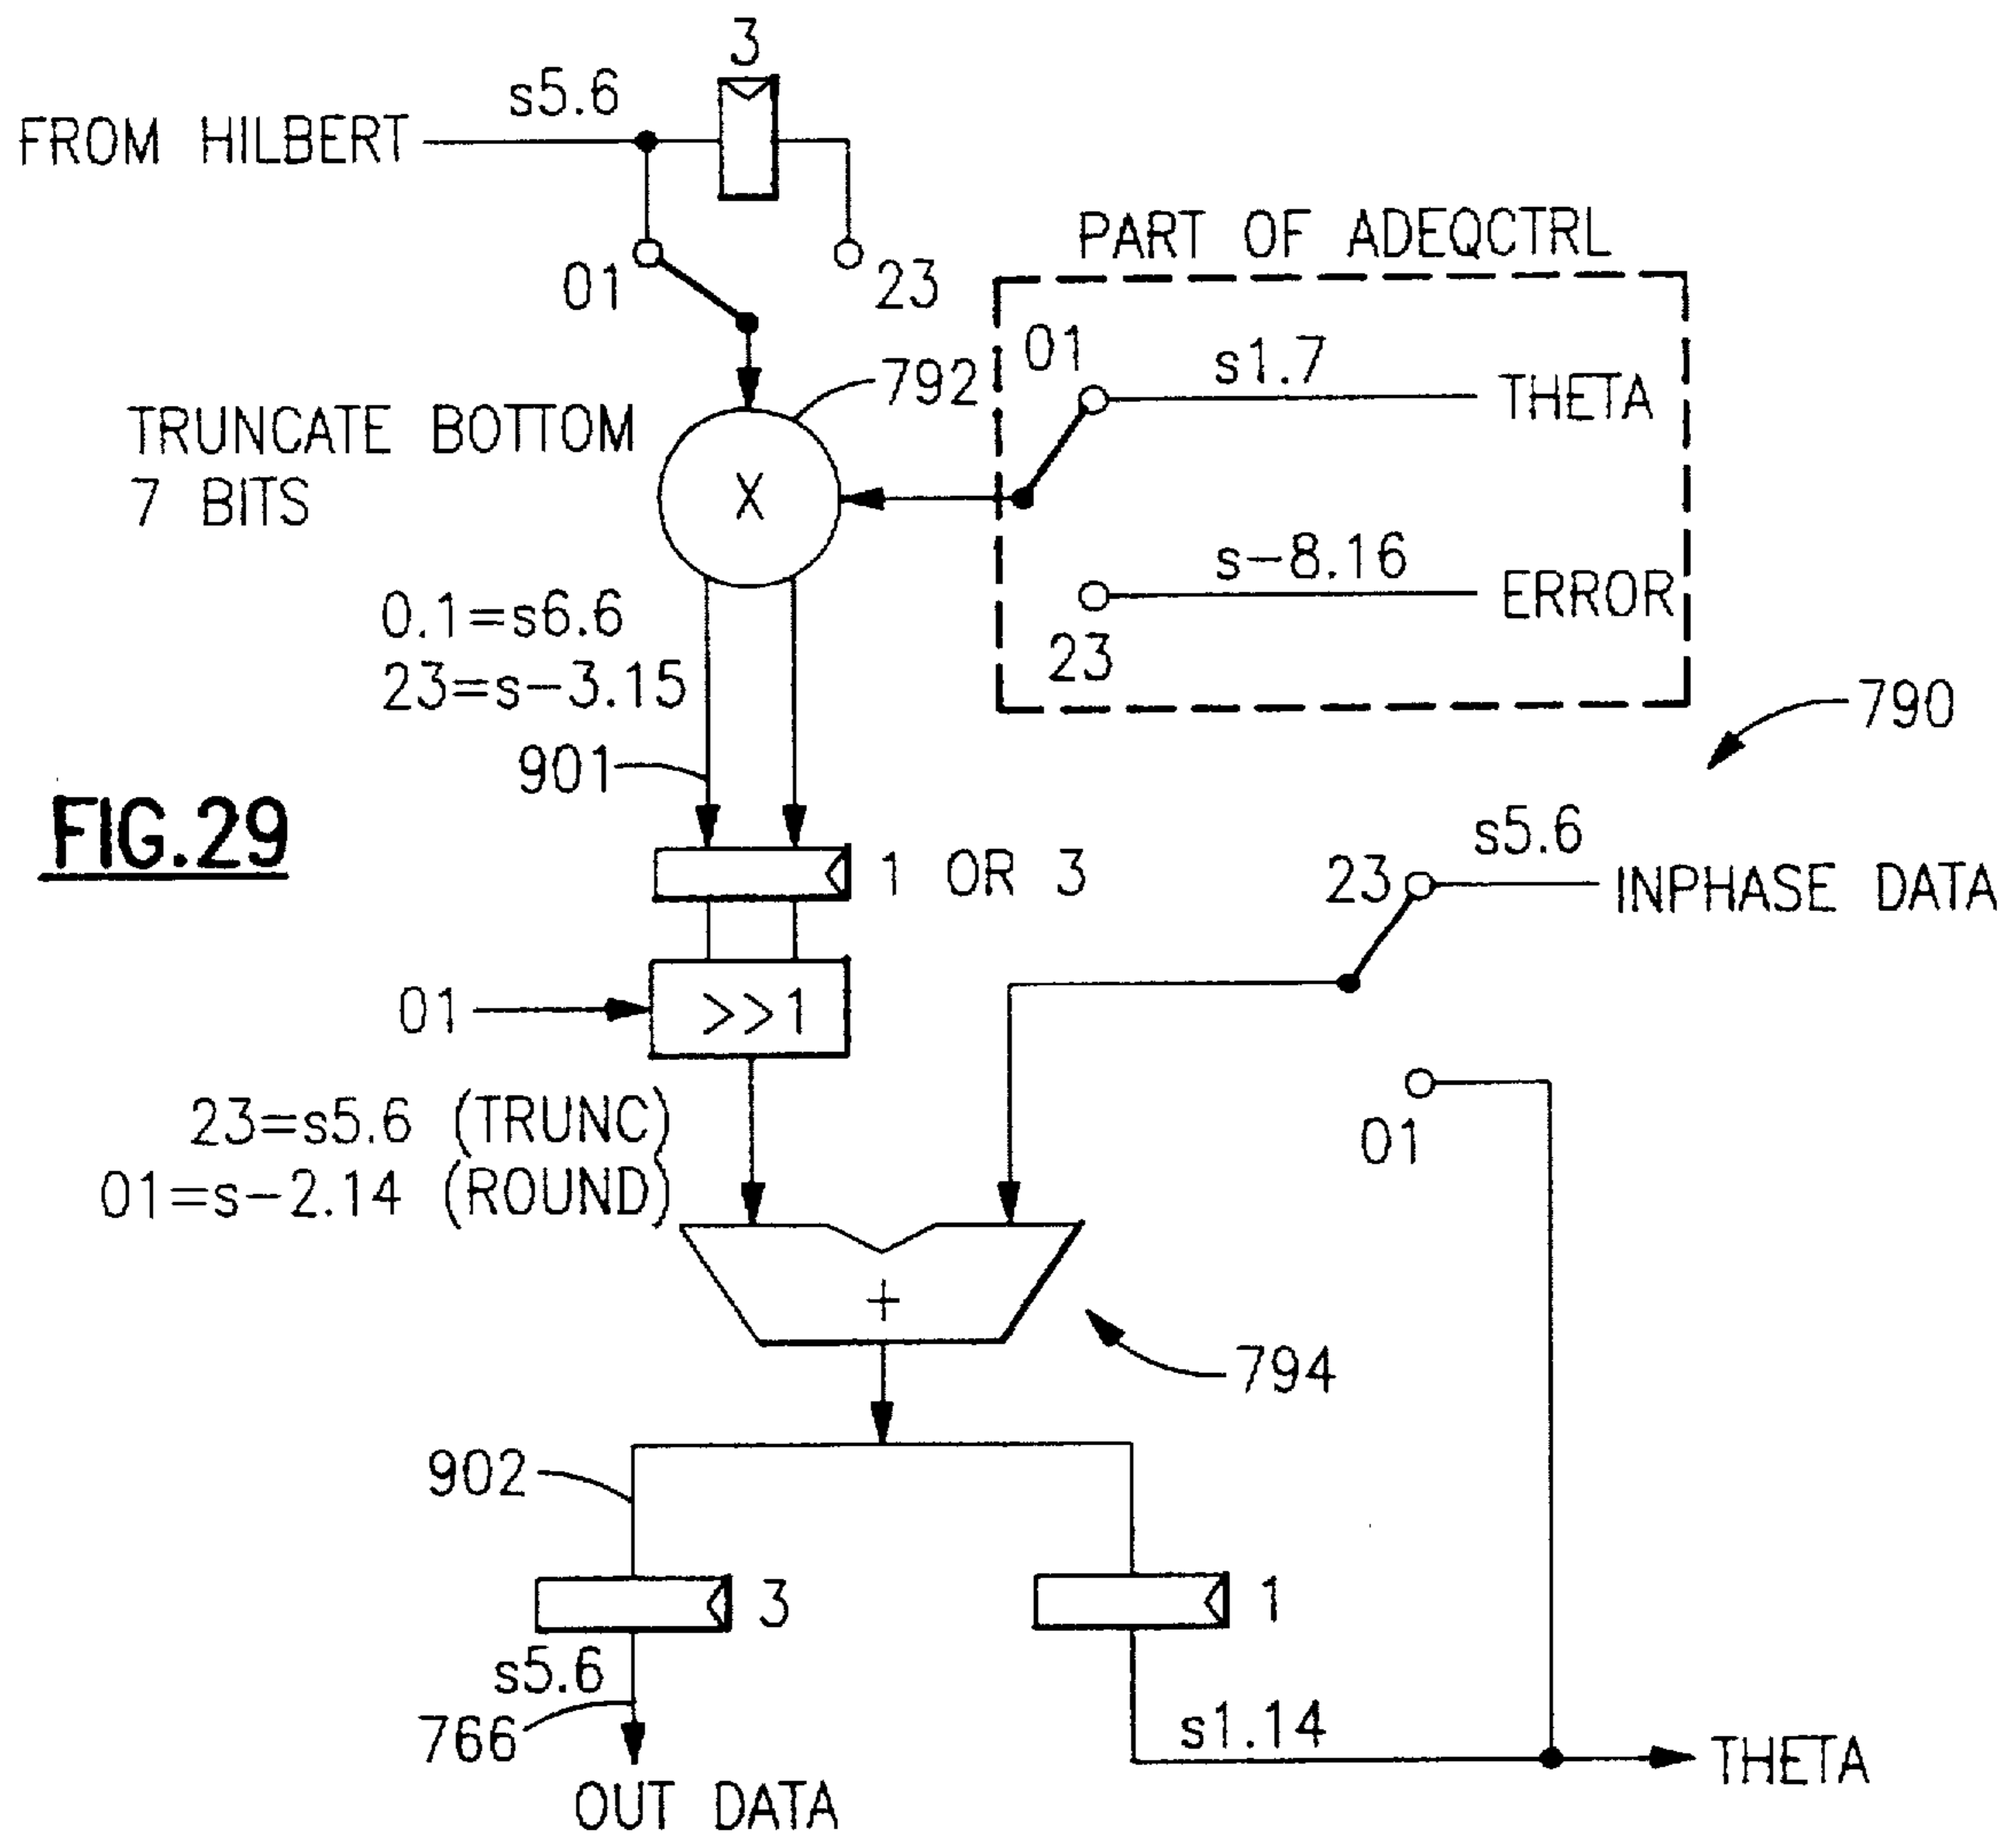 3
s5.6
FROM HILBERT
01
23
PART OF ADEQCTRL
01
s1.7
THETA
792
TRUNCATE BOTTOM
7 BITS
X
s-8.16
ERROR
23
0.1=s6.6
23=s-3.15
790
901
FIG.29
1 OR 3
s5.6
23
INPHASE DATA
01
>>1
01
23=s5.6 (TRUNC)
01=s-2.14 (ROUND)
+
794
902
3
1
s5.6
766
s1.14
THETA
OUT DATA